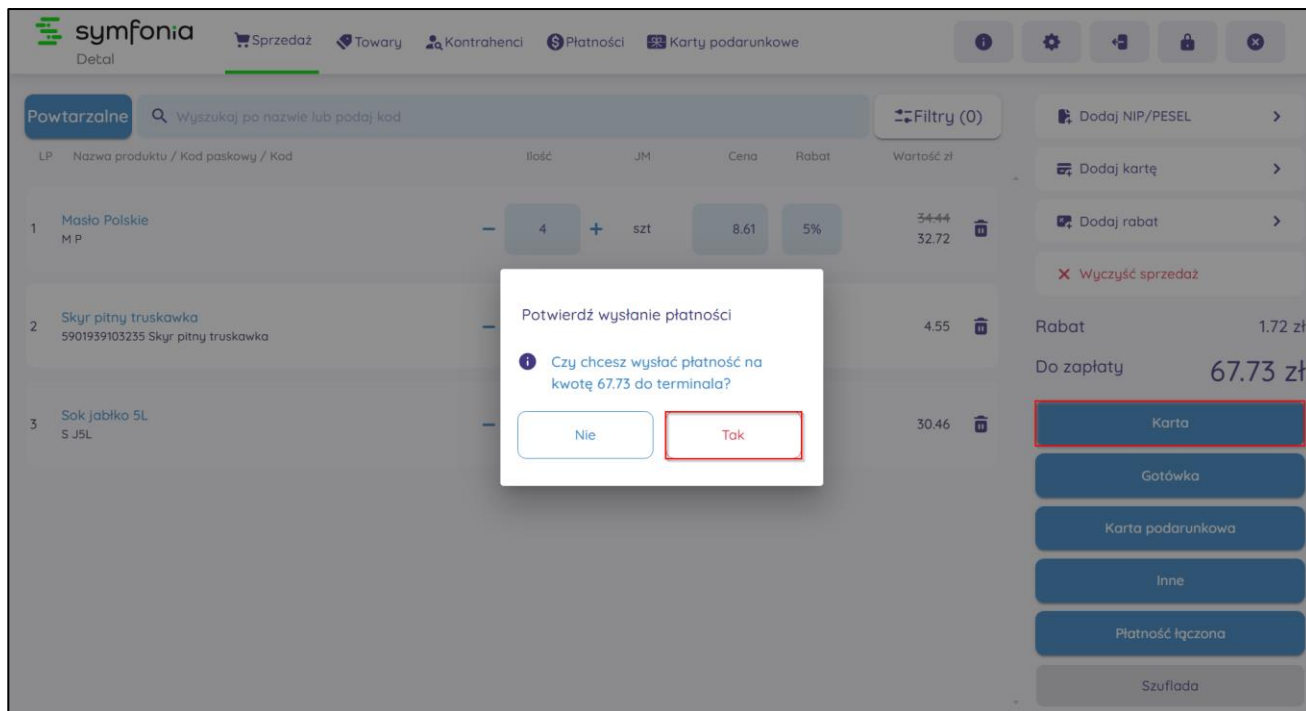 symfonia
Detal
Sprzedaż Towary Kontrahenci Płatności Karty podarunkowe
Powtarzalne Wyszukaj po nazwie lub podaj kod Filtry (0)
LP Nazwa produktu / Kod paskowy / Kod Ilość JM Cena Rabat Wartość zł
1 Masło Polskie
M P
4 szt 8.61 5% 34.44
32.72
2 Skyr pitny truskawka
5901939103235 Skyr pitny truskawka
4.55
3 Sok jabłko 5L
S J5L
30.46
Potwierdź wysłanie płatności
Czy chcesz wysłać płatność na
kwotę 67.73 do terminala?
Nie Tak
Dodaj NIP/PESEL
Dodaj kartę
Dodaj rabat
Wyczyść sprzedaż
Rabat 1.72 zł
Do zapłaty 67.73 zł
Karta
Gotówka
Karta podarunkowa
Inne
Płatność łączona
Szuflada